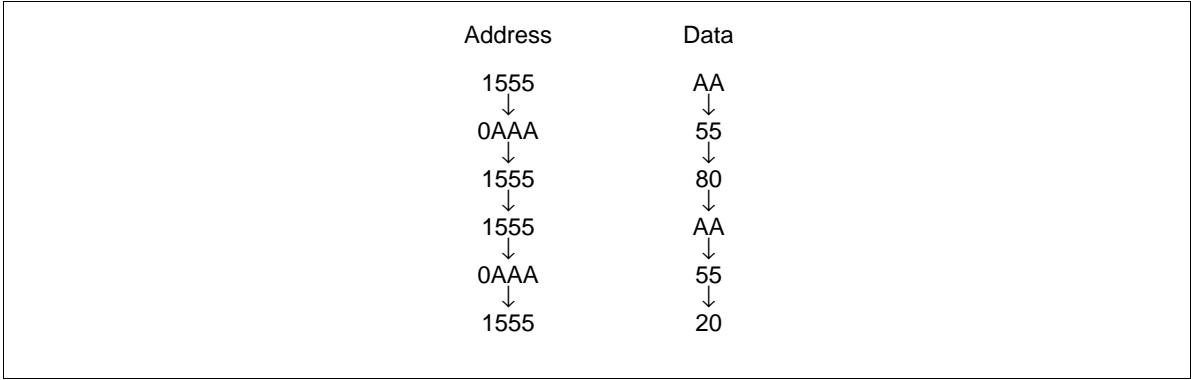 Address Data
1555 AA
↓ ↓
0AAA 55
↓ ↓
1555 80
↓ ↓
1555 AA
↓ ↓
0AAA 55
↓ ↓
1555 20